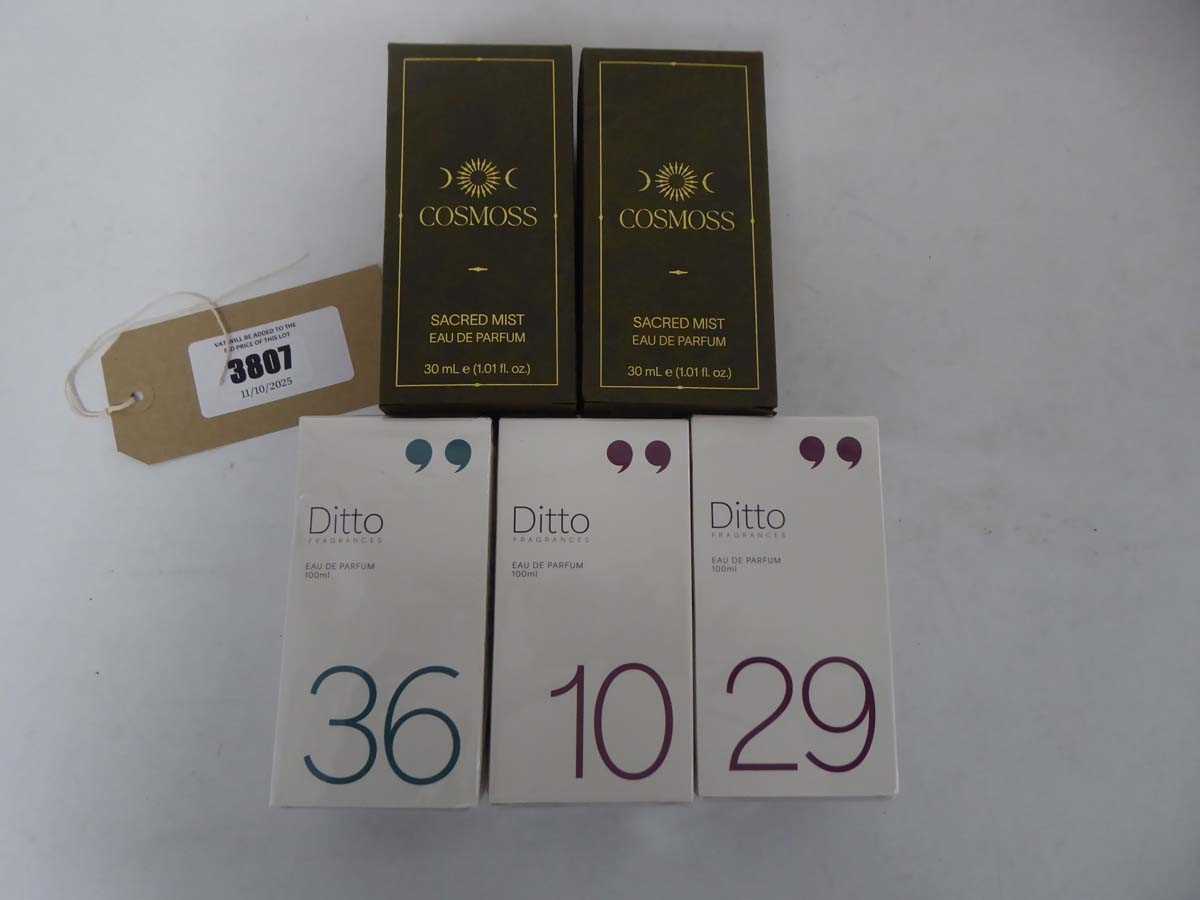 COSMOSS
SACRED MIST
EAU DE PARFUM
30 mL e (1.01 fl. oz.)
COSMOSS
SACRED MIST
EAU DE PARFUM
30 mL e (1.01 fl. oz.)
VAT WILL BE ADDED TO THE
END PRICE OF THIS LOT
3807
11/10/2025
Ditto
FRAGRANCES
EAU DE PARFUM
100ml
36
Ditto
FRAGRANCES
EAU DE PARFUM
100ml
10
Ditto
FRAGRANCES
EAU DE PARFUM
100ml
29